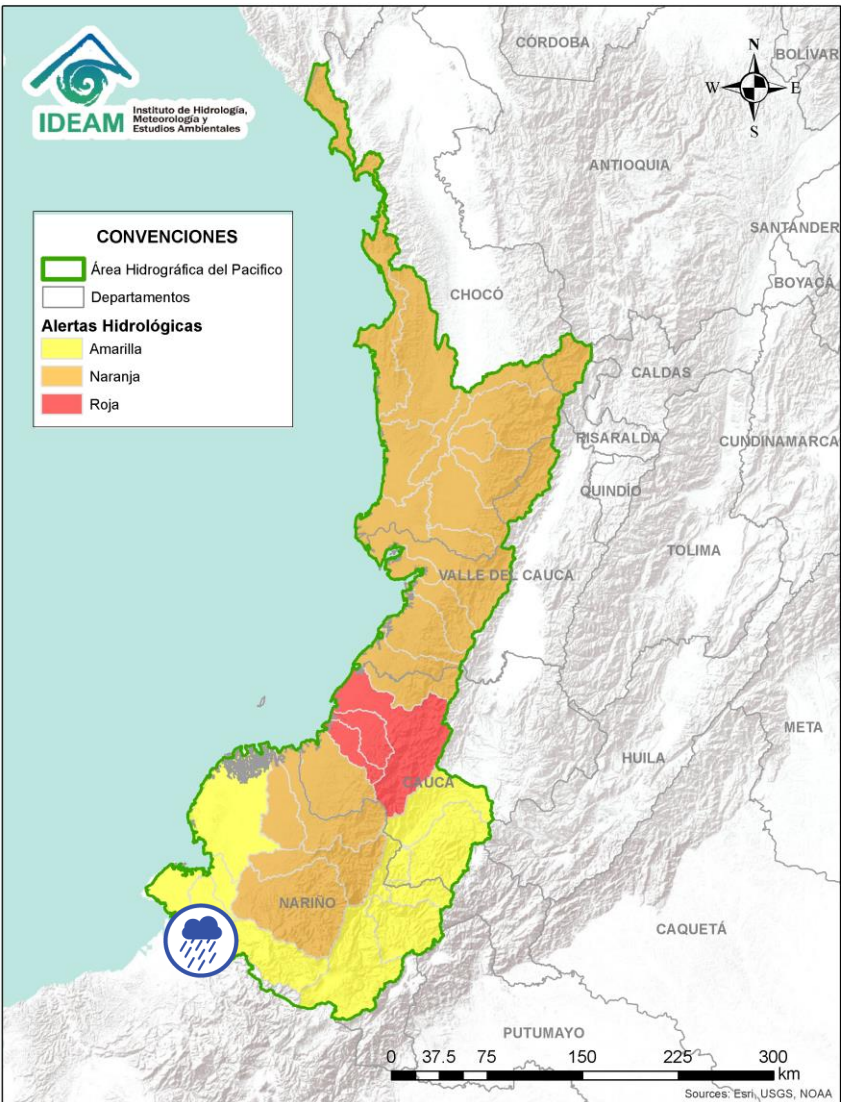 IDEAM
Instituto de Hidrología,
Meteorología y
Estudios Ambientales
N
W
E
S
CÓRDOBA
BOLIVAR
ANTIOQUIA
SANTANDER
BOYACÁ
CHOCÓ
CALDAS
RISARALDA
CUNDINAMARCA
QUINDÍO
TOLIMA
VALLE DEL CAUCA
META
HUILA
CAUCA
NARIÑO
CAQUETÁ
PUTUMAYO
CONVENCIONES
Área Hidrográfica del Pacifico
Departamentos
Alertas Hidrológicas
Amarilla
Naranja
Roja
0 37.5 75 150 225 300
km
Sources: Esri, USGS, NOAA